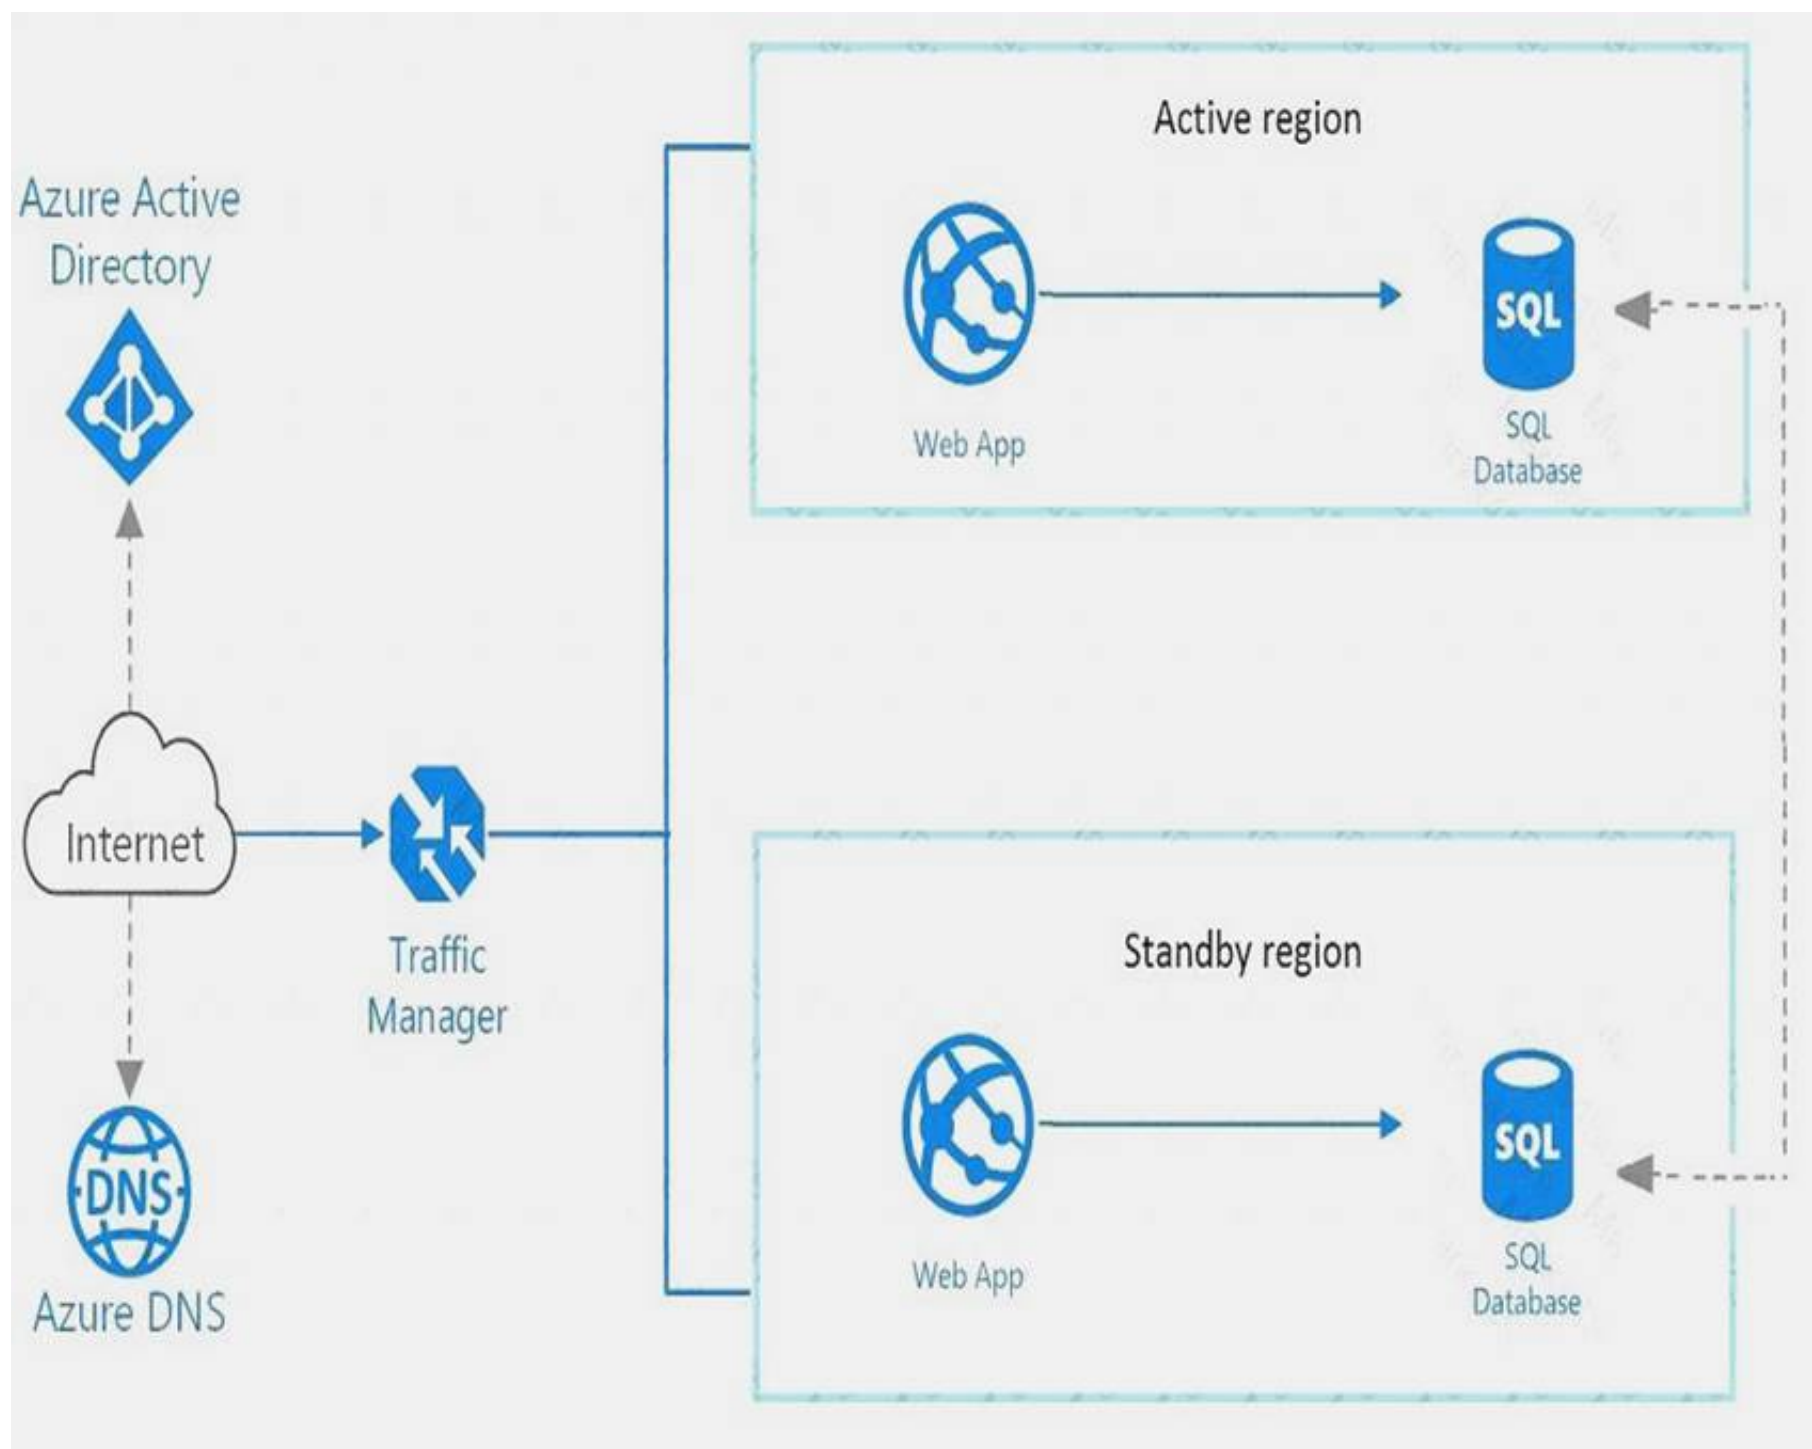 Azure Active
Directory
Internet
DNS
Azure DNS
Traffic
Manager
Active region
Web App
SQL
SQL
Database
Standby region
Web App
SQL
SQL
Database